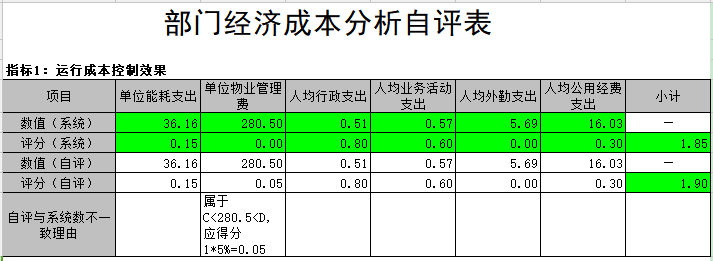 部门经济成本分析自评表
指标1：运行成本控制效果
项目 单位能耗支出 单位物业管理费 人均行政支出 人均业务活动支出 人均外勤支出 人均公用经费支出 小计
数值（系统） 36.16 280.50 0.51 0.57 5.69 16.03 —
评分（系统） 0.15 0.00 0.80 0.60 0.00 0.30 1.85
数值（自评） 36.16 280.50 0.51 0.57 5.69 16.03 —
评分（自评） 0.15 0.05 0.80 0.60 0.00 0.30 1.90
自评与系统数不一致理由 属于C<280.5<D,应得分1*5%=0.05